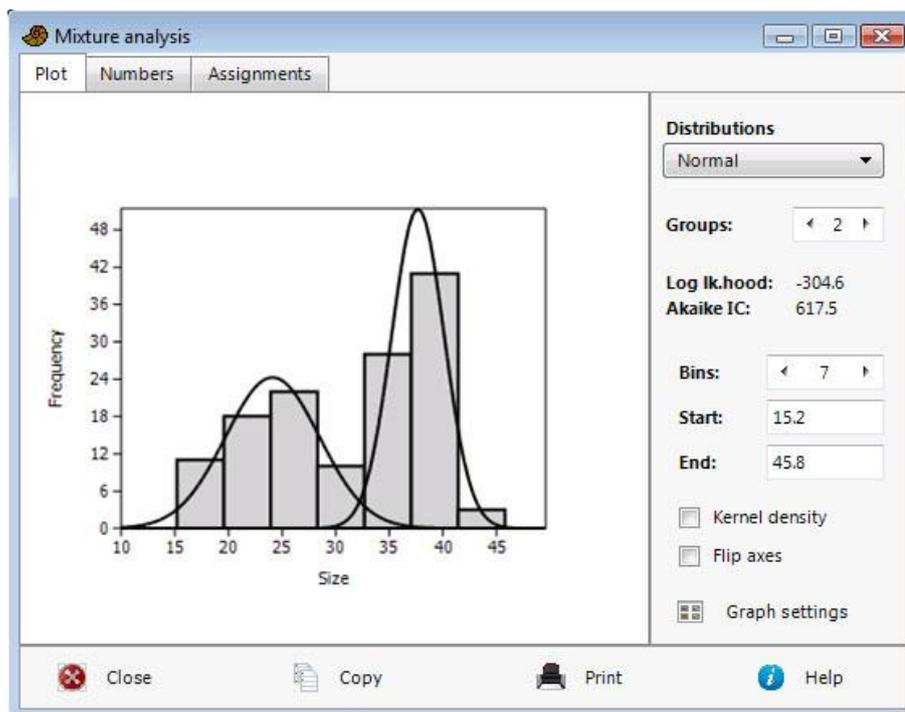 Mixture analysis
Plot Numbers Assignments
Distributions
Normal
Groups: 2
Log lk.hood: -304.6
Akaike IC: 617.5
Bins: 7
Start: 15.2
End: 45.8
Kernel density
Flip axes
Graph settings
Frequency
48
42
36
30
24
18
12
6
0
10 15 20 25 30 35 40 45
Size
Close Copy Print Help